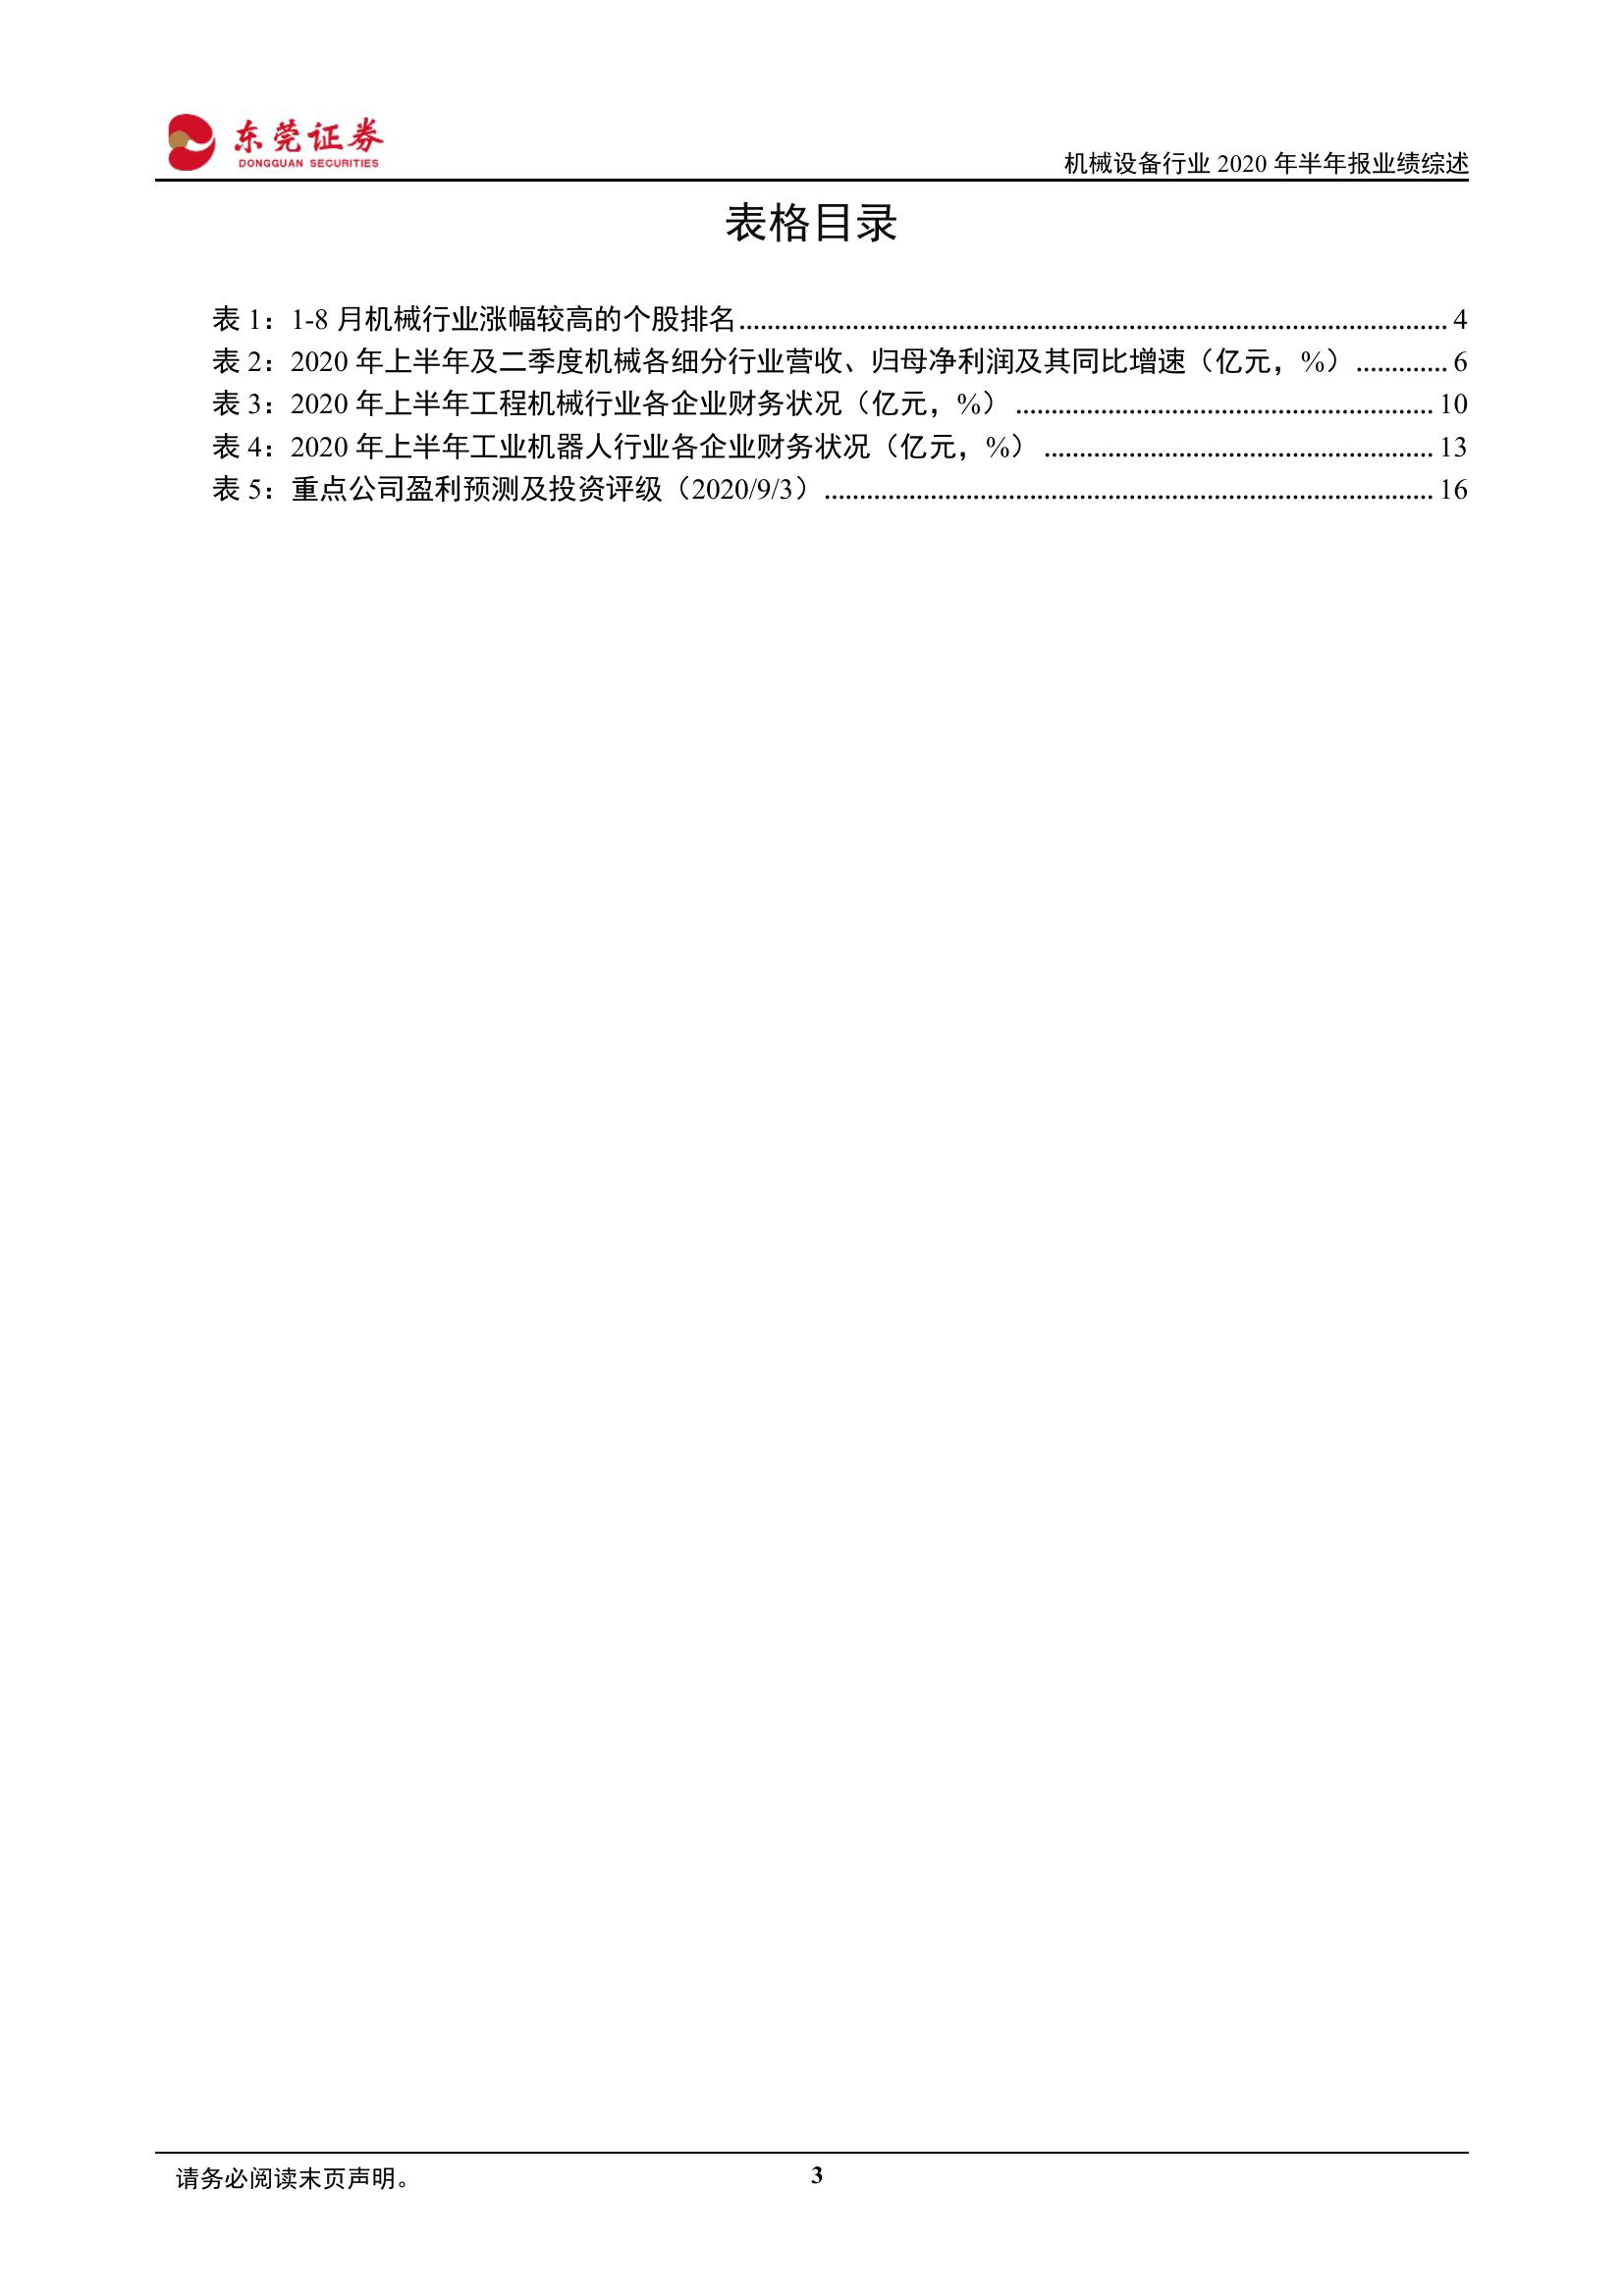 东莞证券
DONGGUAN SECURITIES
机械设备行业 2020 年半年报业绩综述
表格目录
表 1：1-8 月机械行业涨幅较高的个股排名.................................................................................................... 4
表 2：2020 年上半年及二季度机械各细分行业营收、归母净利润及其同比增速（亿元，%）............. 6
表 3：2020 年上半年工程机械行业各企业财务状况（亿元，%）........................................................... 10
表 4：2020 年上半年工业机器人行业各企业财务状况（亿元，%）....................................................... 13
表 5：重点公司盈利预测及投资评级（2020/9/3）...................................................................................... 16
请务必阅读末页声明。
3